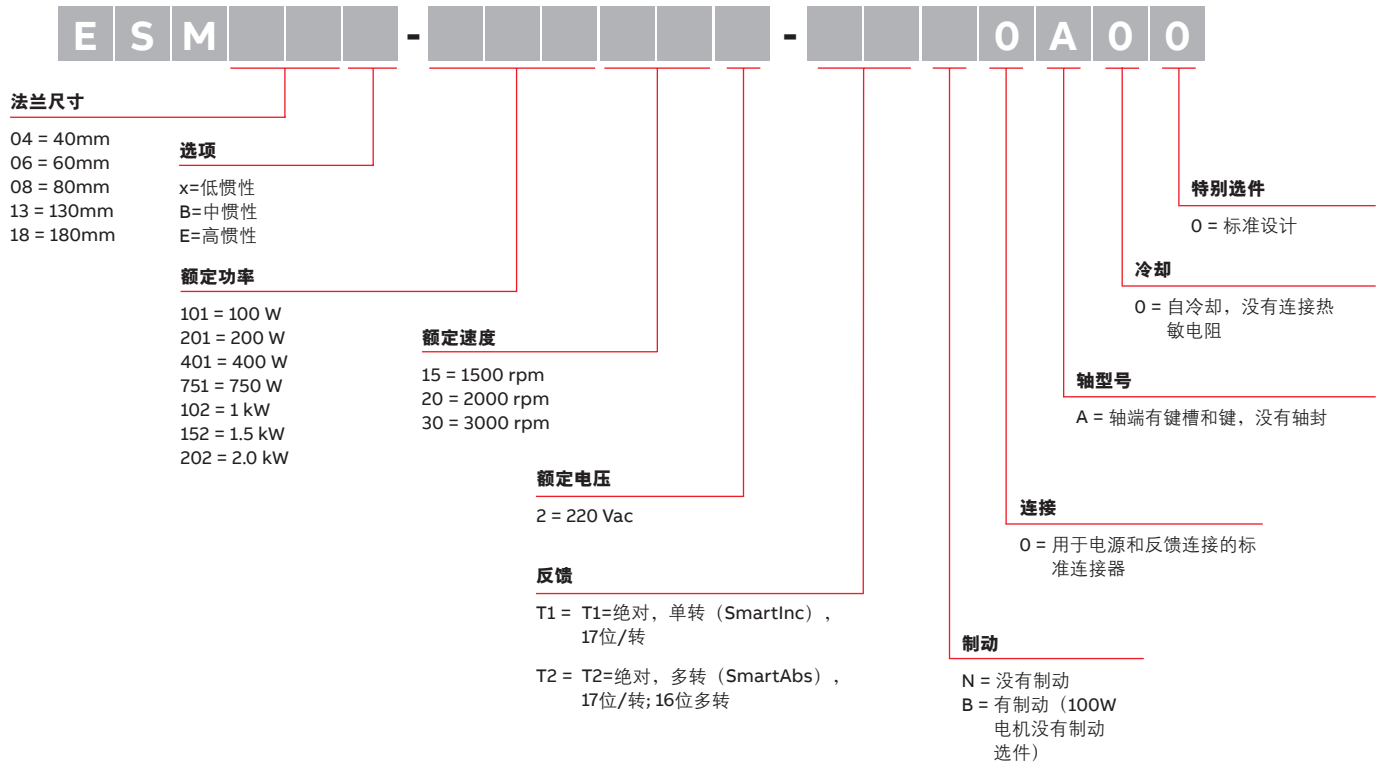 E S M - - 0 A 0 0
法兰尺寸
04 = 40mm
06 = 60mm
08 = 80mm
13 = 130mm
18 = 180mm
选项
x=低惯性
B=中惯性
E=高惯性
额定功率
101 = 100 W
201 = 200 W
401 = 400 W
751 = 750 W
102 = 1 kW
152 = 1.5 kW
202 = 2.0 kW
额定速度
15 = 1500 rpm
20 = 2000 rpm
30 = 3000 rpm
额定电压
2 = 220 Vac
反馈
T1 = T1=绝对，单转（SmartInc），
17位/转
T2 = T2=绝对，多转（SmartAbs），
17位/转; 16位多转
制动
N = 没有制动
B = 有制动（100W
电机没有制动
选件）
连接
0 = 用于电源和反馈连接的标
准连接器
轴型号
A = 轴端有键槽和键，没有轴封
冷却
0 = 自冷却，没有连接热
敏电阻
特别选件
0 = 标准设计